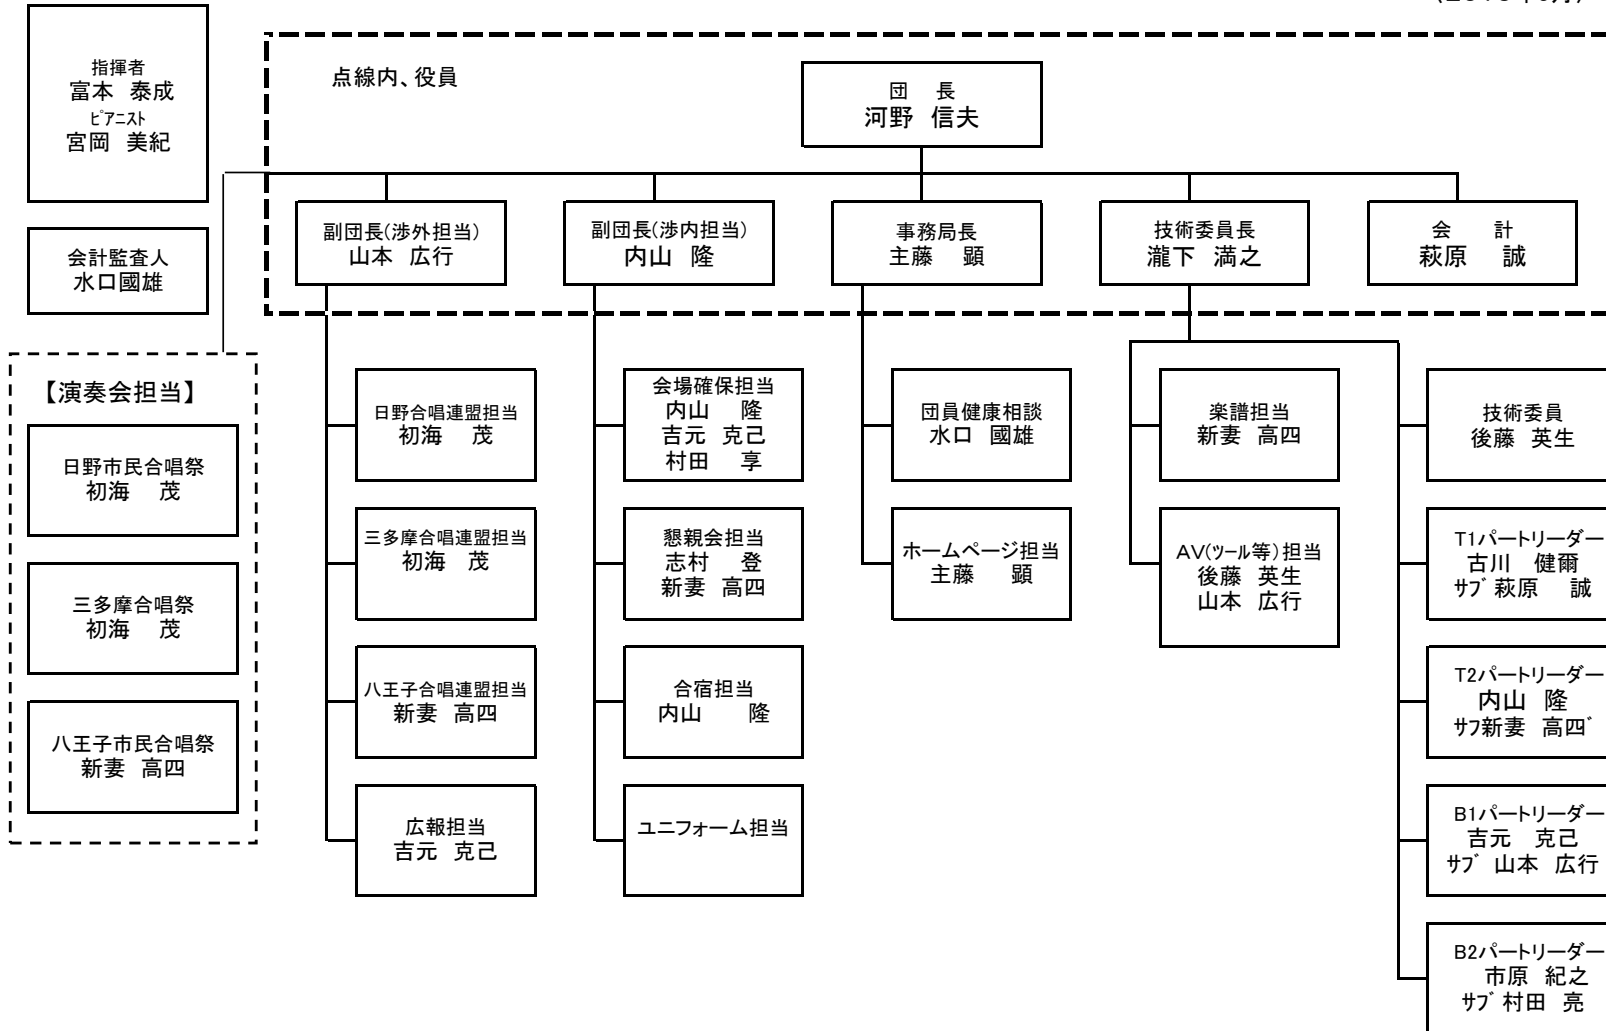 指揮者
富本 泰成
ピアニスト
宮岡 美紀
会計監査人
水口國雄
点線内、役員
団 長
河野 信夫
副団長(渉外担当)
山本 広行
副団長(渉内担当)
内山 隆
事務局長
主藤 顕
技術委員長
瀧下 満之
会 計
萩原 誠
【演奏会担当】
日野市民合唱祭
初海 茂
三多摩合唱祭
初海 茂
八王子市民合唱祭
新妻 高四
日野合唱連盟担当
初海 茂
三多摩合唱連盟担当
初海 茂
八王子合唱連盟担当
新妻 高四
広報担当
吉元 克己
会場確保担当
内山 隆
吉元 克己
村田 享
懇親会担当
志村 登
新妻 高四
合宿担当
内山 隆
ユニフォーム担当
団員健康相談
水口 國雄
ホームページ担当
主藤 顕
楽譜担当
新妻 高四
AV(ツール等)担当
後藤 英生
山本 広行
技術委員
後藤 英生
T1パートリーダー
古川 健爾
サブ 萩原 誠
T2パートリーダー
内山 隆
サフ新妻 高四゛
B1パートリーダー
吉元 克己
サブ 山本 広行
B2パートリーダー
市原 紀之
サブ 村田 亮